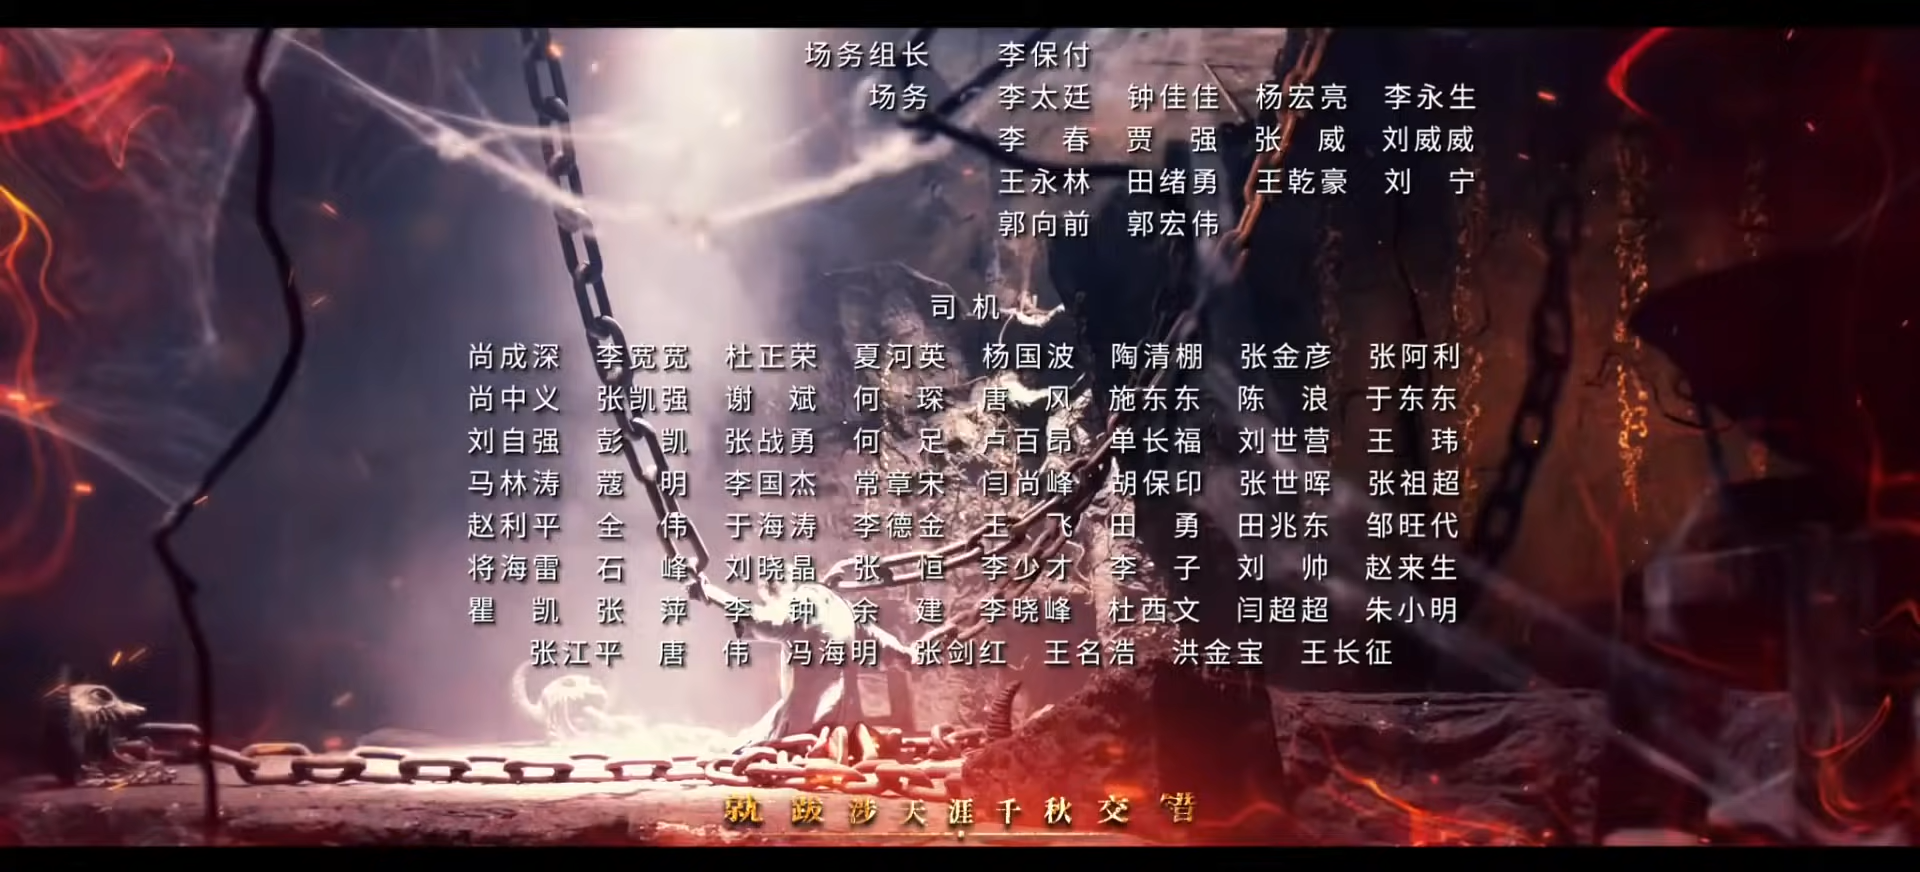 场务组长 李保付
场务 李太廷 钟佳佳 杨宏亮 李永生
李 春 贾 强 张 威 刘威威
王永林 田绪勇 王乾豪 刘 宁
郭向前 郭宏伟
司机
尚成深 李宽宽 杜正荣 夏河英 杨国波 陶清棚 张金彦 张阿利
尚中义 张凯强 谢 斌 何 琛 唐 风 施东东 陈 浪 于东东
刘自强 彭 凯 张战勇 何 足 卢百昂 单长福 刘世营 王 玮
马林涛 蔻 明 李国杰 常章宋 闫尚峰 胡保印 张世晖 张祖超
赵利平 全 伟 于海涛 李德金 王 飞 田 勇 田兆东 邹旺代
将海雷 石 峰 刘晓晶 张 恒 李少才 李 子 刘 帅 赵来生
瞿 凯 张 萍 李 钟 余 建 李晓峰 杜西文 闫超超 朱小明
张江平 唐 伟 冯海明 张剑红 王名浩 洪金宝 王长征
就跋涉天涯千秋交替